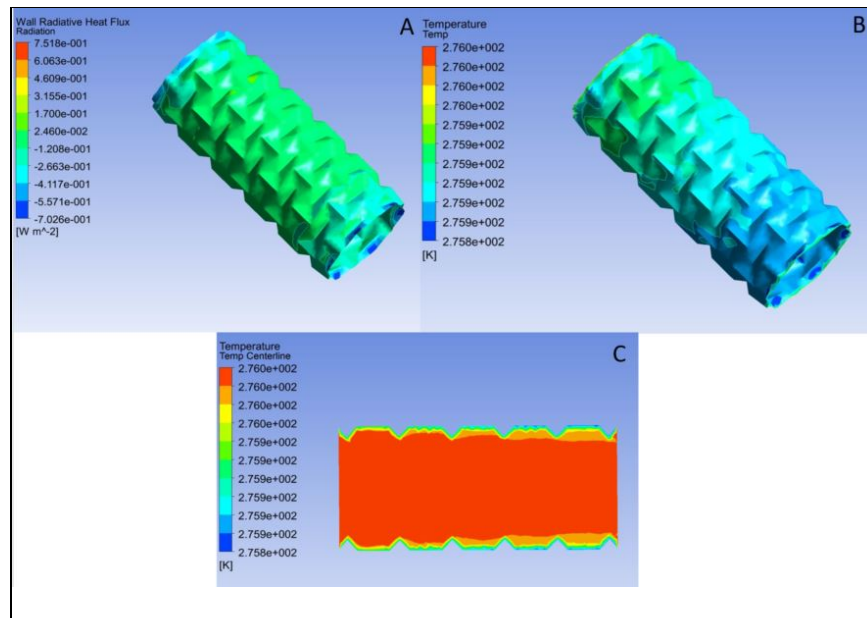 Wall Radiative Heat Flux
Radiation
7.518e-001
6.063e-001
4.609e-001
3.155e-001
1.700e-001
2.460e-002
-1.208e-001
-2.663e-001
-4.117e-001
-5.571e-001
-7.026e-001
[W m^-2]
A
Temperature
Temp
2.760e+002
2.760e+002
2.760e+002
2.760e+002
2.759e+002
2.759e+002
2.759e+002
2.759e+002
2.759e+002
2.759e+002
2.758e+002
[K]
B
Temperature
Temp Centerline
2.760e+002
2.760e+002
2.760e+002
2.760e+002
2.759e+002
2.759e+002
2.759e+002
2.759e+002
2.759e+002
2.759e+002
2.758e+002
[K]
C